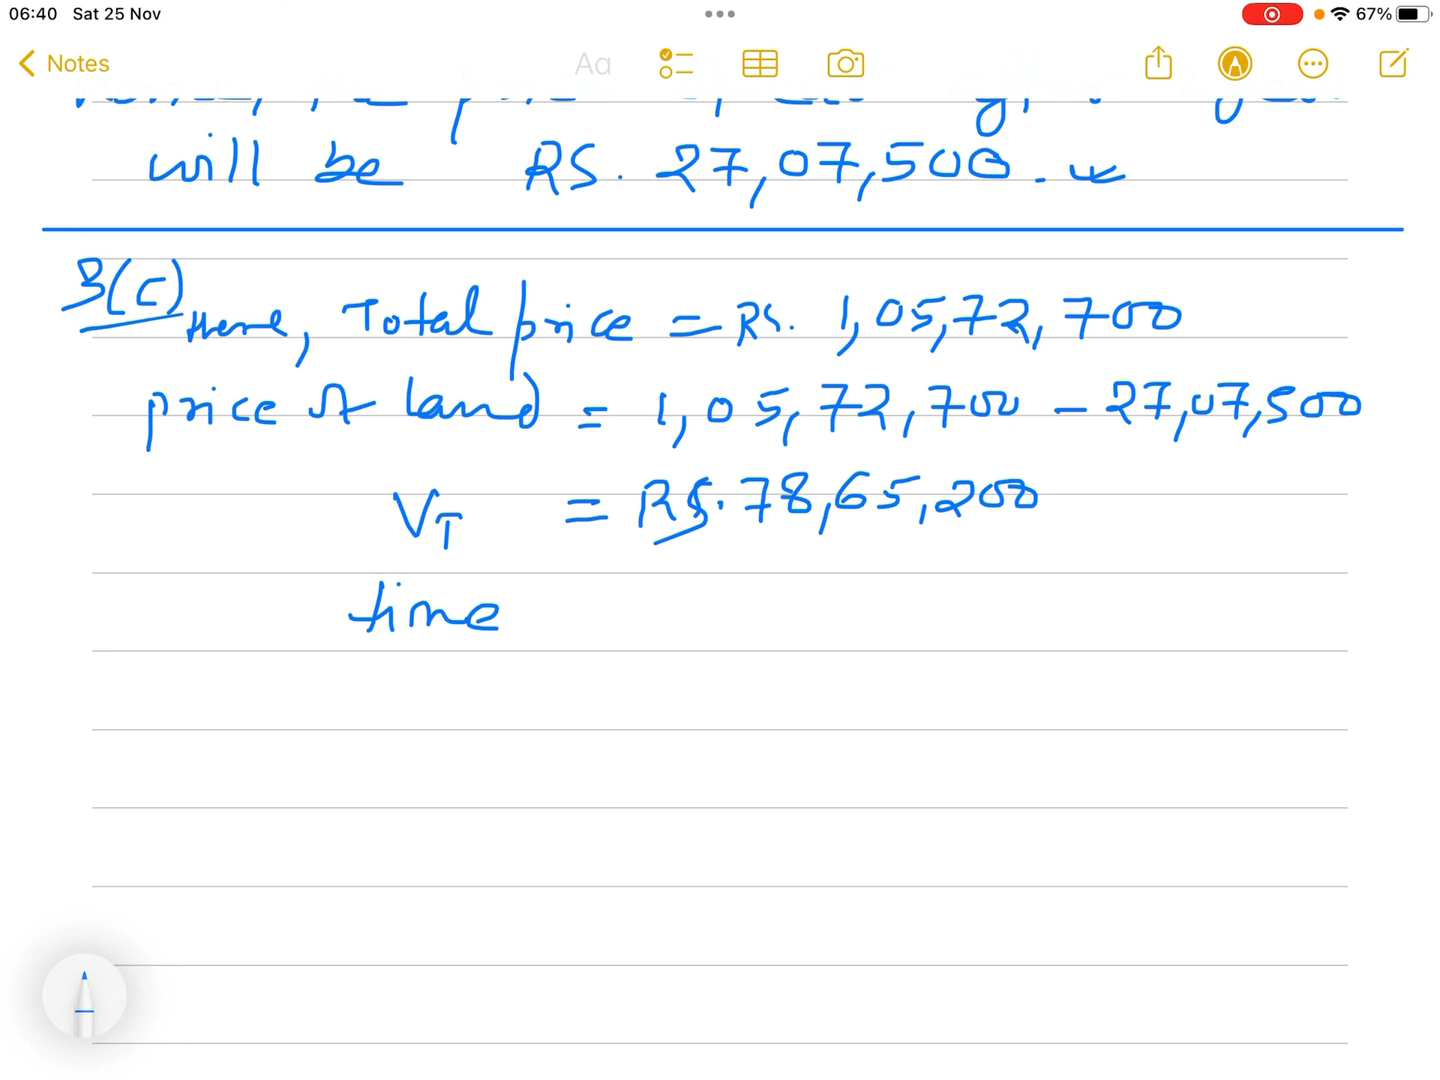 06:40 Sat 25 Nov
67%
Notes
Aa
will be RS. 27,07,500.
3(C)
Here, Total price = Rs. 1,05,72,700
price of land = 1,05,72,700 - 27,07,500
VT = RS. 78,65,200
time